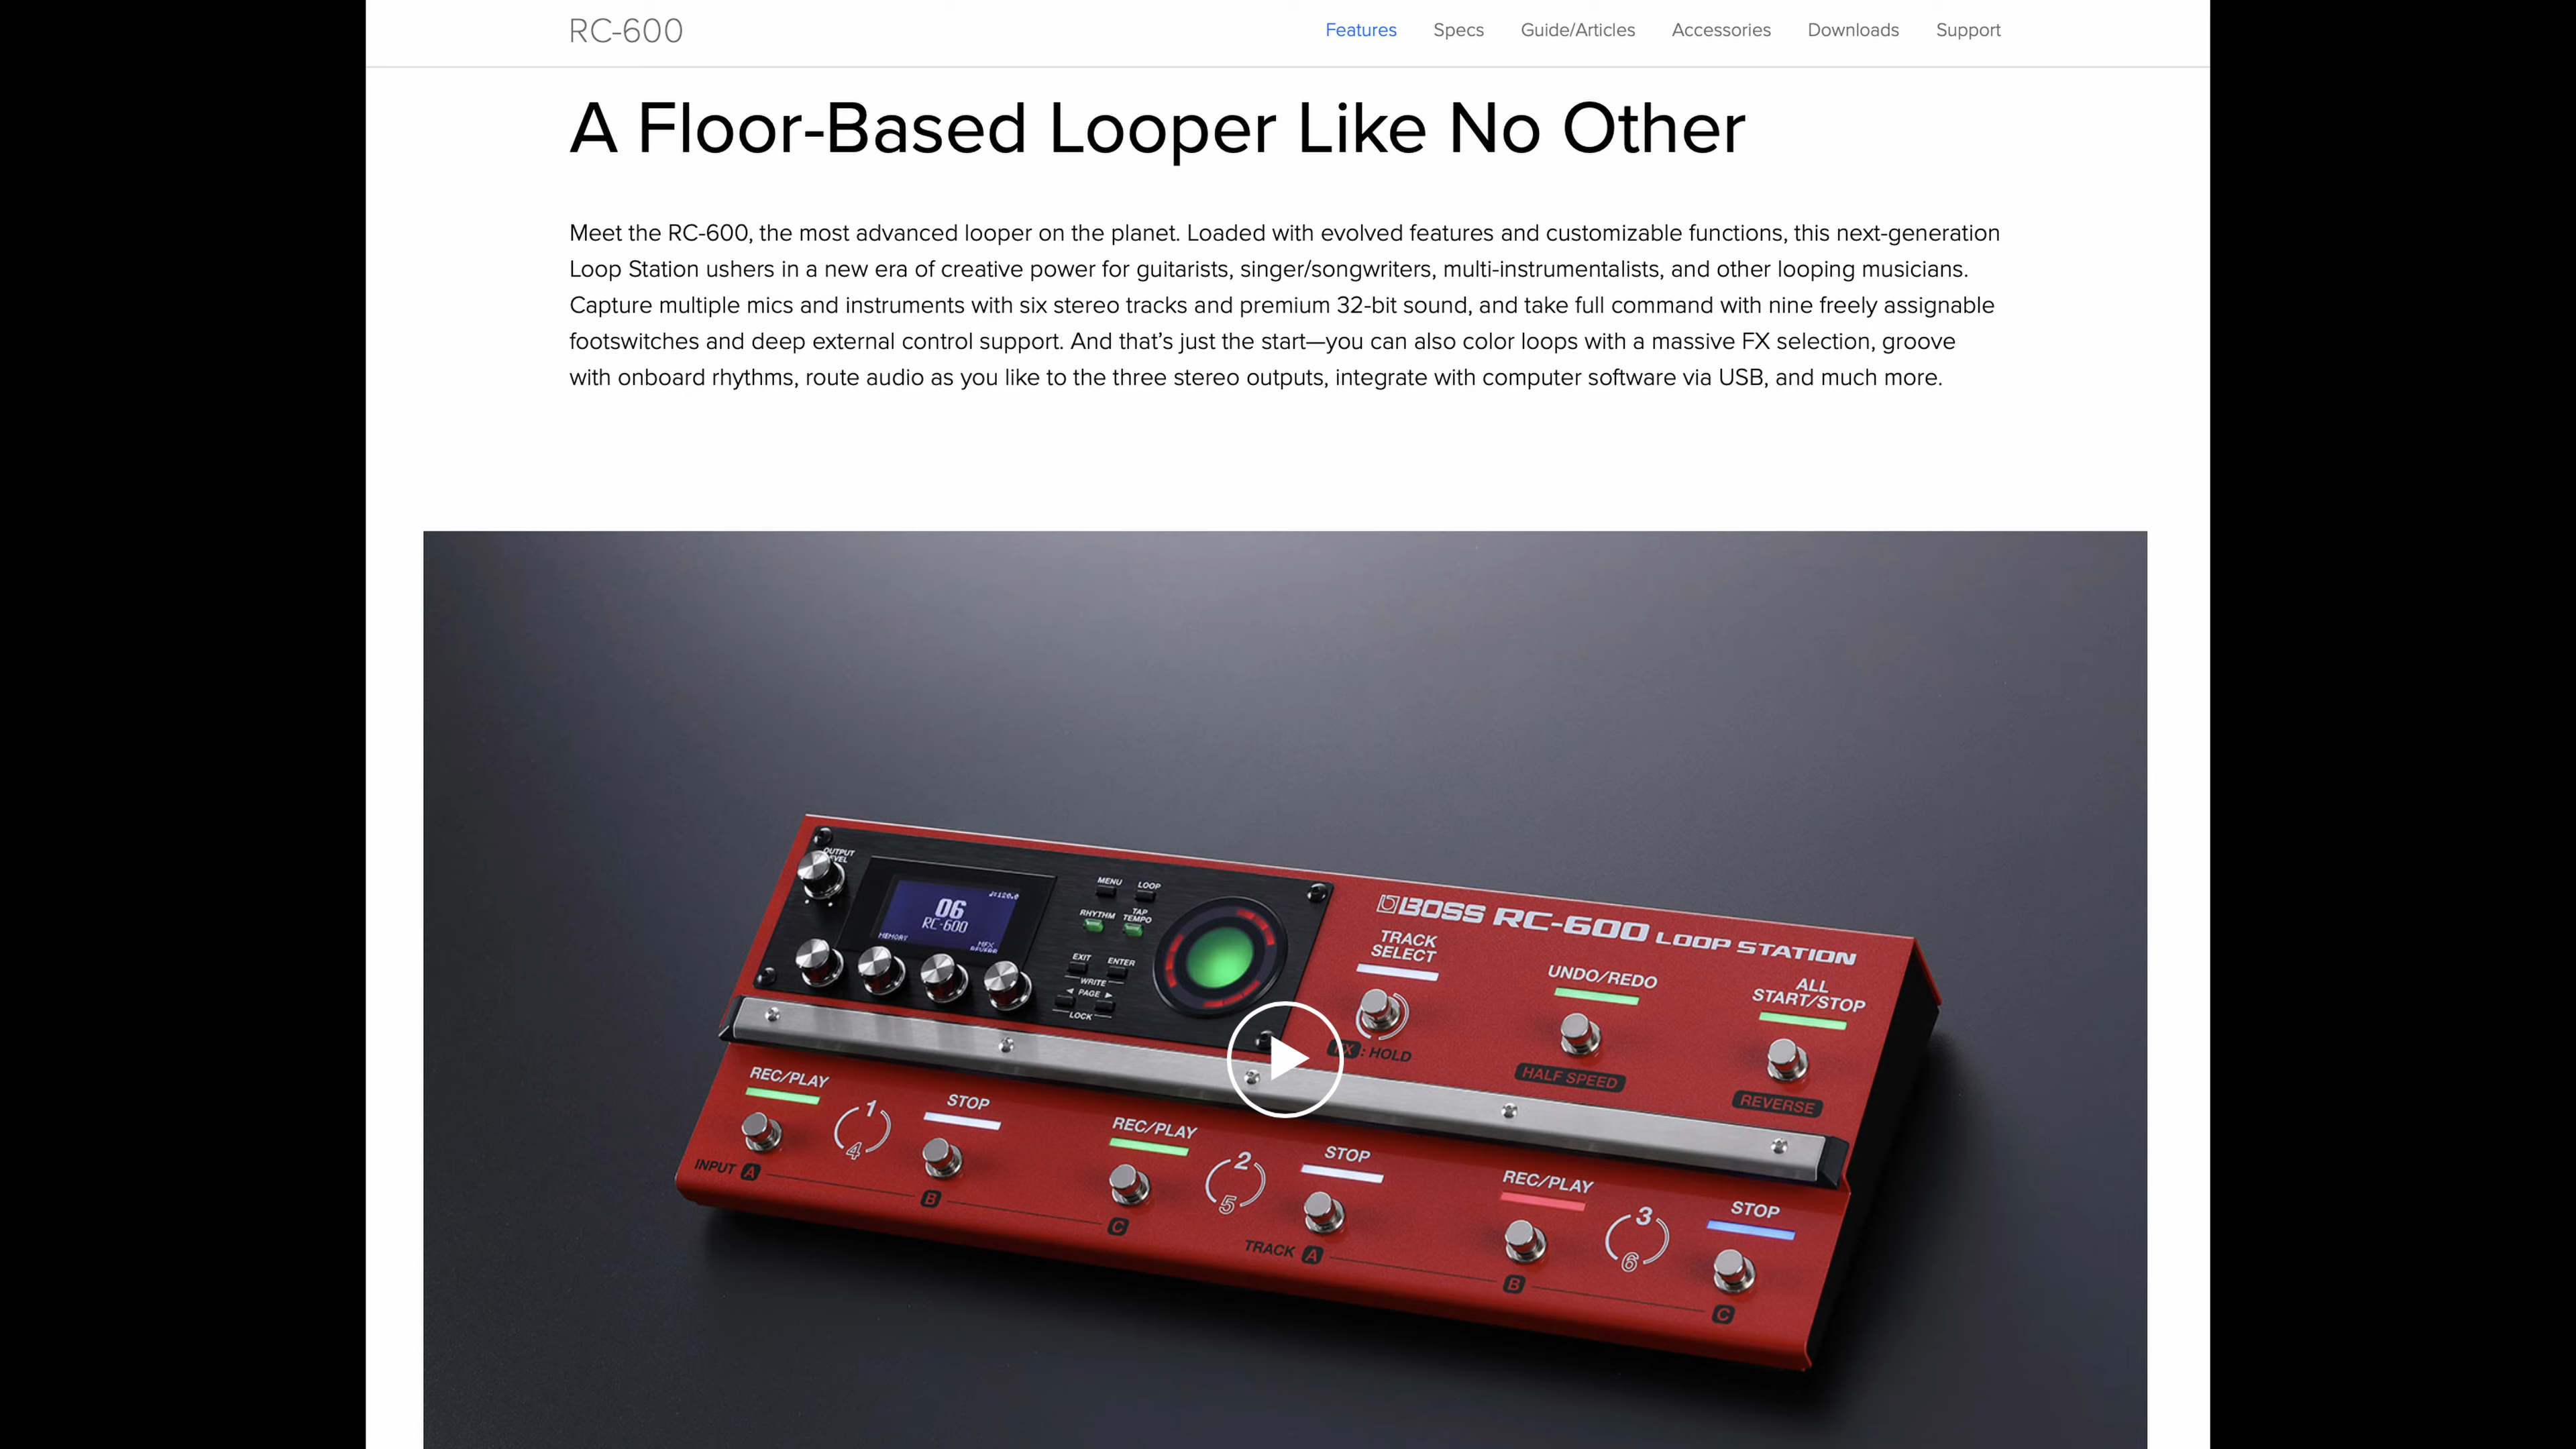 RC-600
Features Specs Guide/Articles Accessories Downloads Support
A Floor-Based Looper Like No Other
Meet the RC-600, the most advanced looper on the planet. Loaded with evolved features and customizable functions, this next-generation
Loop Station ushers in a new era of creative power for guitarists, singer/songwriters, multi-instrumentalists, and other looping musicians.
Capture multiple mics and instruments with six stereo tracks and premium 32-bit sound, and take full command with nine freely assignable
footswitches and deep external control support. And that’s just the start—you can also color loops with a massive FX selection, groove
with onboard rhythms, route audio as you like to the three stereo outputs, integrate with computer software via USB, and much more.
OUTPUT
♩=120.0
06
RC-600
MEMORY
MFX
REVERB
MENU LOOP
RHYTHM
TAP
TEMPO
EXIT ENTER
WRITE
◄ PAGE ►
LOCK
BOSS RC-600 LOOP STATION
TRACK
SELECT
: HOLD
UNDO/REDO
HALF SPEED
ALL
START/STOP
REVERSE
REC/PLAY
1
4
STOP
REC/PLAY
2
5
STOP
REC/PLAY
3
6
STOP
INPUT A
B
C
TRACK A
B
C